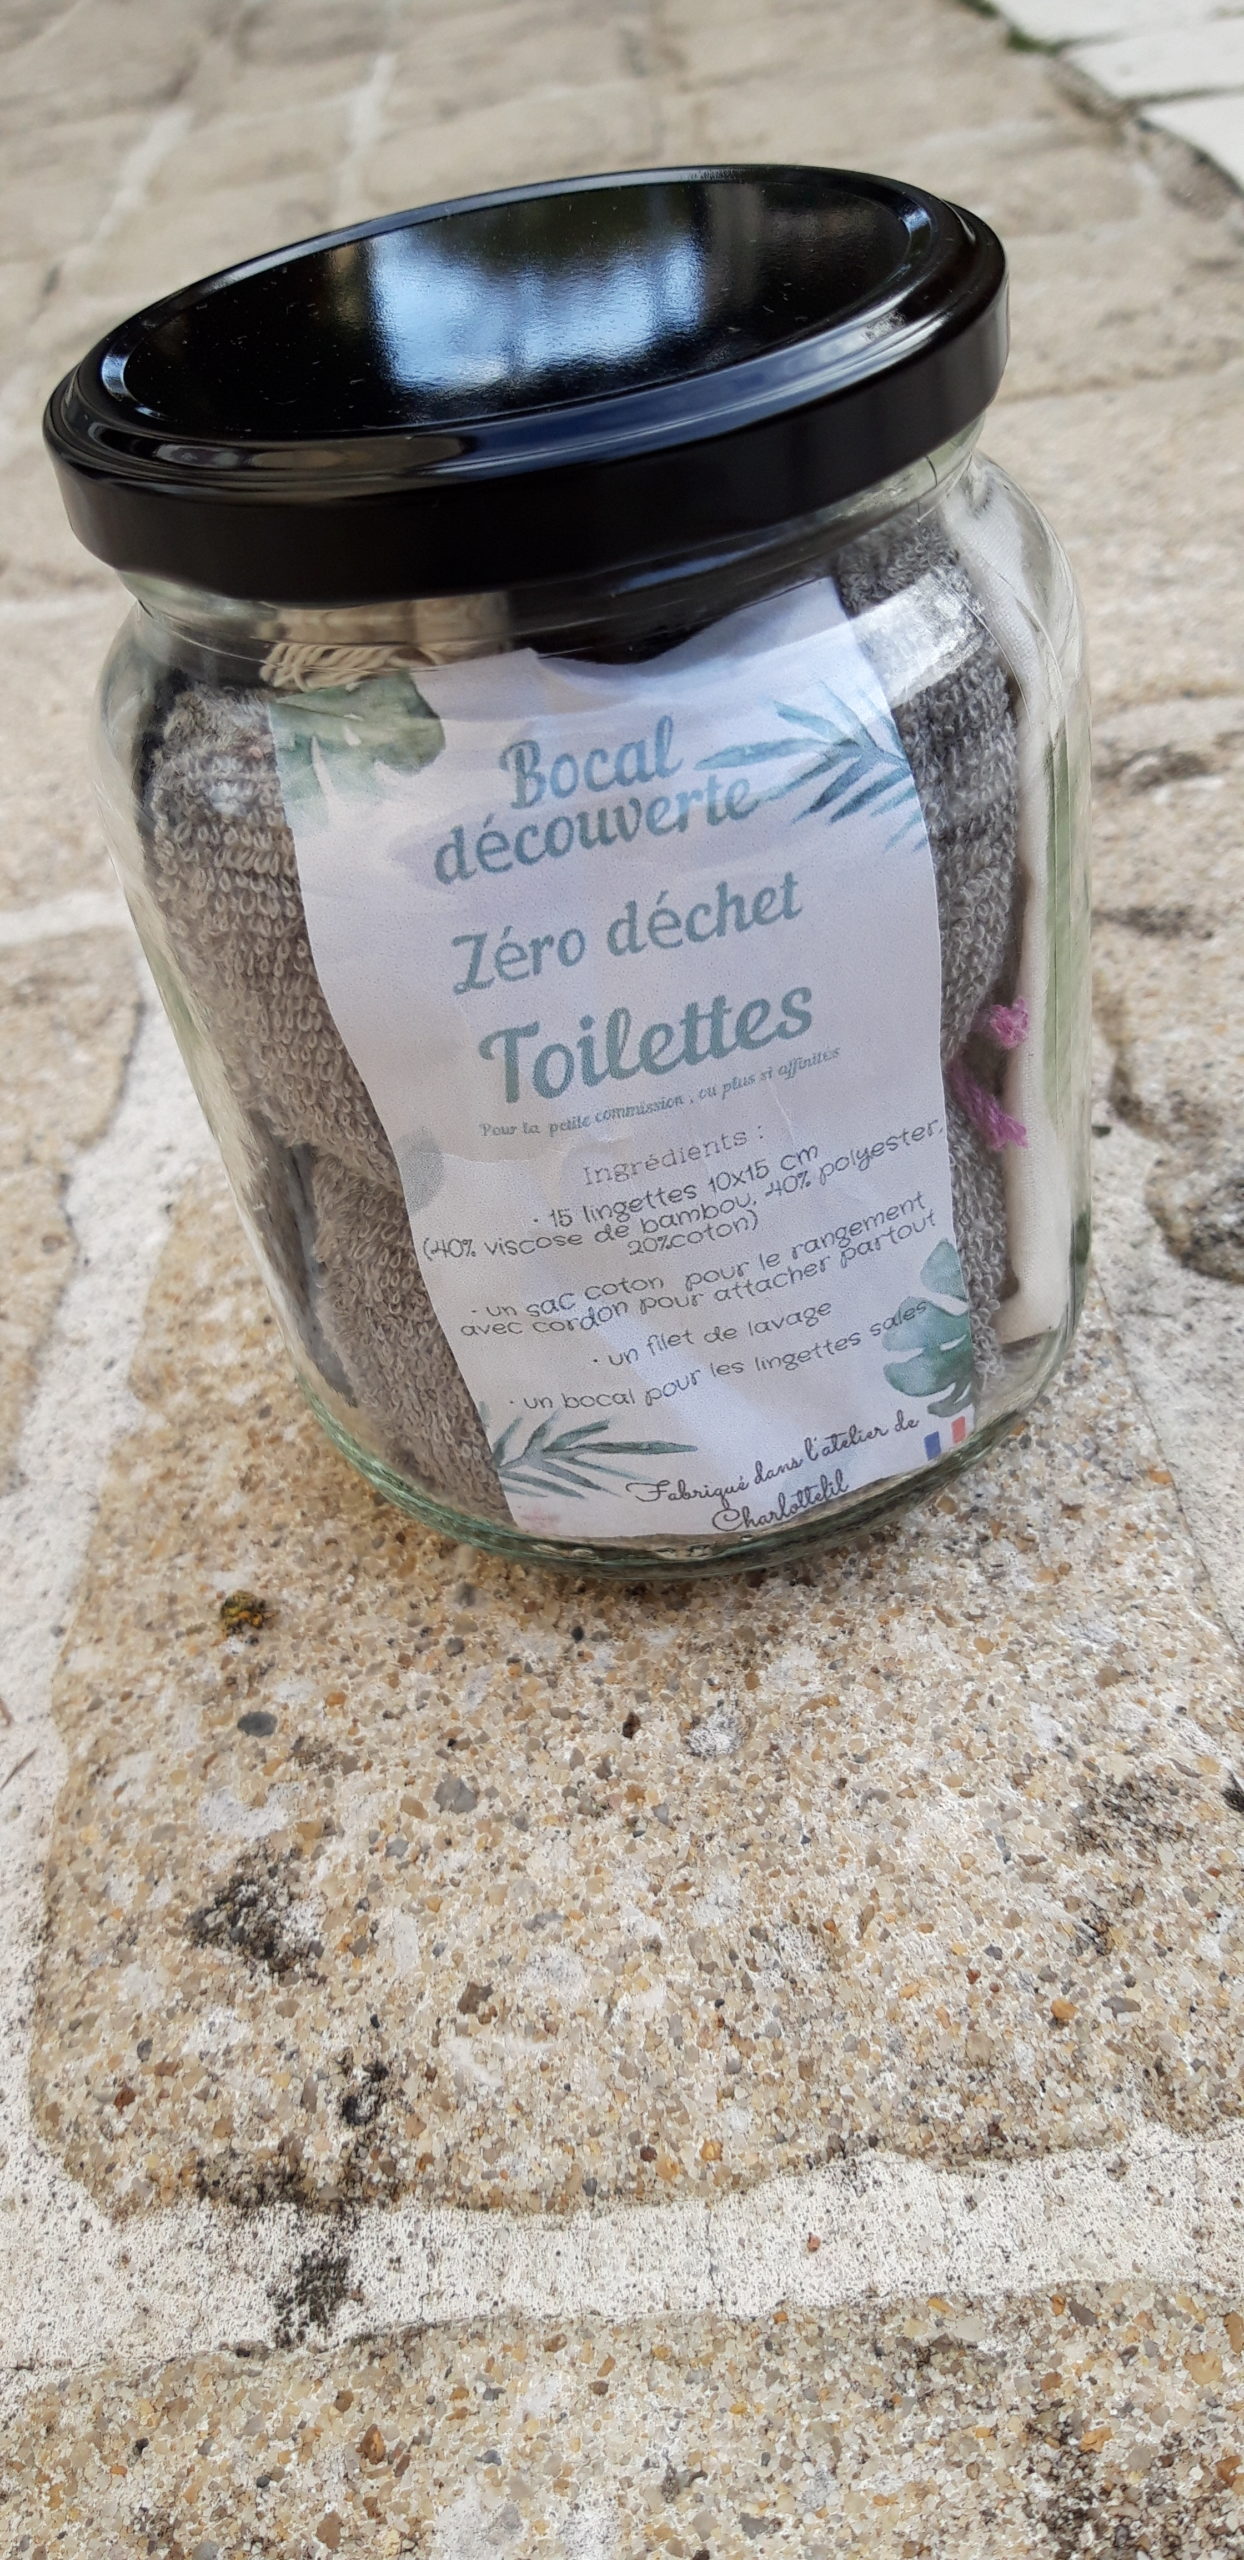 Bocal
découverte
Zéro déchet
Toilettes
Pour la petite commission , ou plus si affinités
Ingrédients :
· 15 lingettes 10x15 cm
(40% viscose de bambou, 40% polyester,
20%coton)
· un sac coton pour le rangement
avec cordon pour attacher partout
· un filet de lavage
· un bocal pour les lingettes sales
Fabriqué dans l'atelier de
Charlottefil